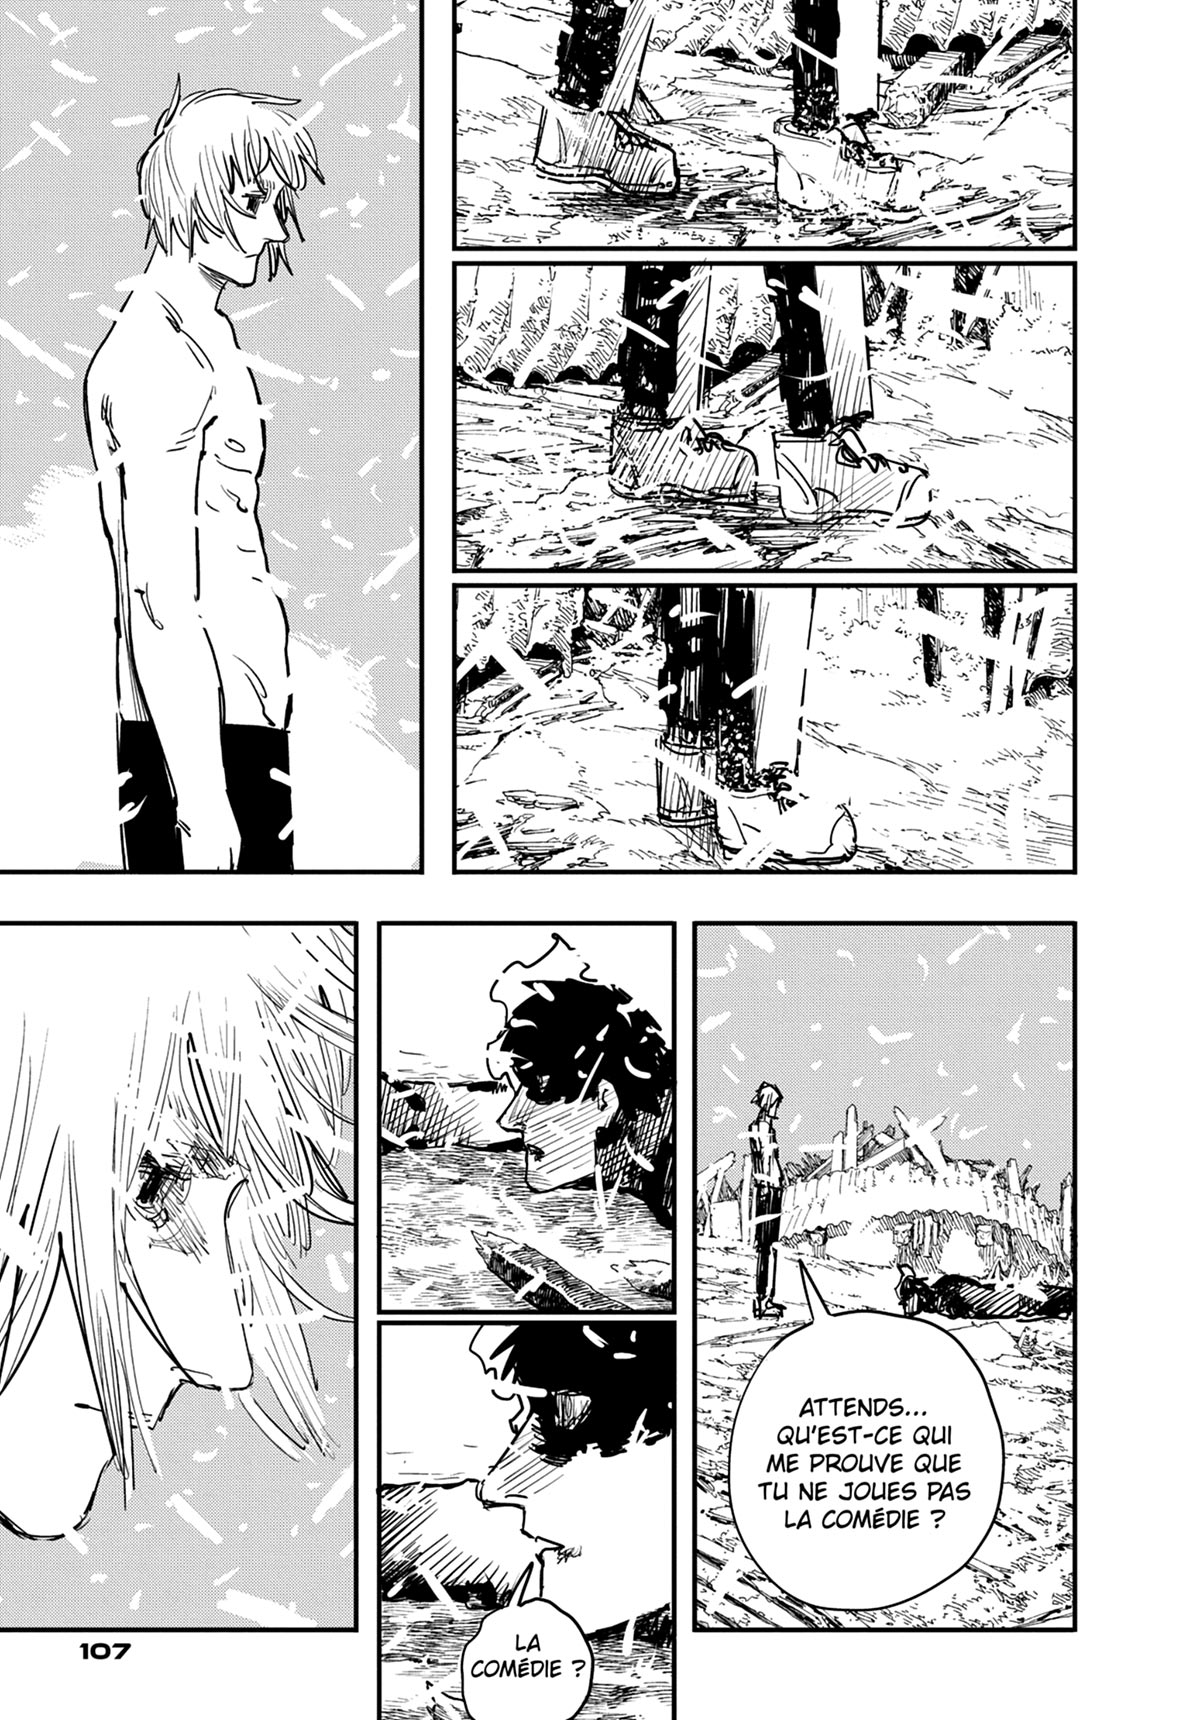 ATTENDS...
QU'EST-CE QUI
ME PROUVE QUE
TU NE JOUES PAS
LA COMÉDIE ?
LA
COMÉDIE ?
107